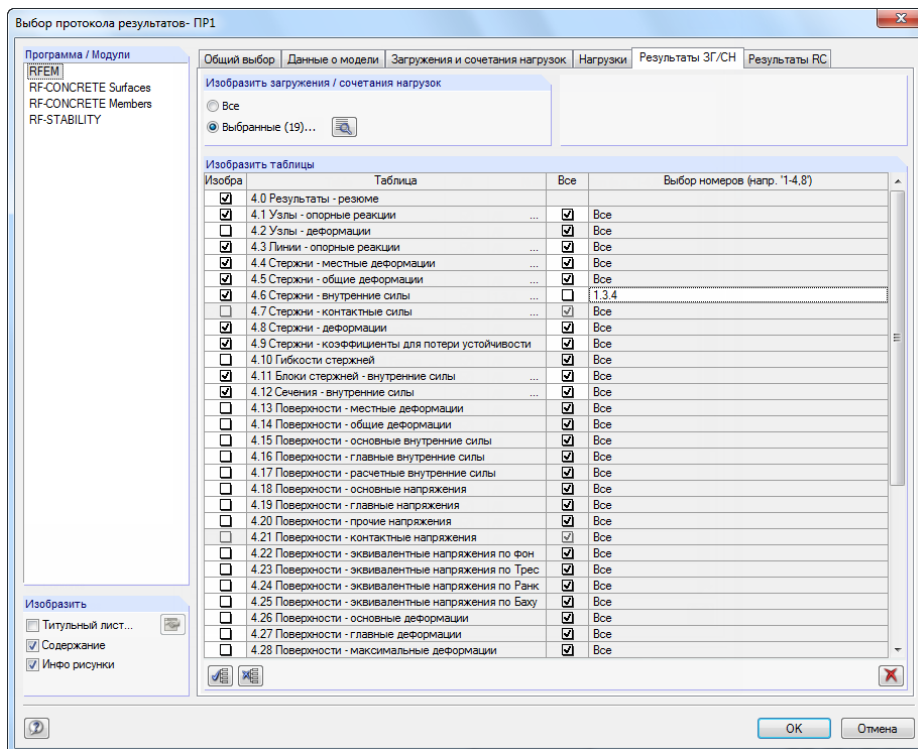 Выбор протокола результатов- ПР1
Программа / Модули
RFEM
RF-CONCRETE Surfaces
RF-CONCRETE Members
RF-STABILITY
Общий выбор Данные о модели Загружения и сочетания нагрузок Нагрузки Результаты ЗГ/СН Результаты RC
Изобразить загружения / сочетания нагрузок
Все
Выбранные (19)...
Изобразить таблицы
Изобра Таблица Все Выбор номеров (напр. '1-4,8')
4.0 Результаты - резюме
4.1 Узлы - опорные реакции ... Все
4.2 Узлы - деформации Все
4.3 Линии - опорные реакции ... Все
4.4 Стержни - местные деформации ... Все
4.5 Стержни - общие деформации ... Все
4.6 Стержни - внутренние силы ... 1.3.4
4.7 Стержни - контактные силы ... Все
4.8 Стержни - деформации Все
4.9 Стержни - коэффициенты для потери устойчивости Все
4.10 Гибкости стержней Все
4.11 Блоки стержней - внутренние силы ... Все
4.12 Сечения - внутренние силы ... Все
4.13 Поверхности - местные деформации Все
4.14 Поверхности - общие деформации Все
4.15 Поверхности - основные внутренние силы Все
4.16 Поверхности - главные внутренние силы Все
4.17 Поверхности - расчетные внутренние силы Все
4.18 Поверхности - основные напряжения Все
4.19 Поверхности - главные напряжения Все
4.20 Поверхности - прочие напряжения Все
4.21 Поверхности - контактные напряжения Все
4.22 Поверхности - эквивалентные напряжения по фон Все
4.23 Поверхности - эквивалентные напряжения по Трес Все
4.24 Поверхности - эквивалентные напряжения по Ранк Все
4.25 Поверхности - эквивалентные напряжения по Баху Все
4.26 Поверхности - основные деформации Все
4.27 Поверхности - главные деформации Все
4.28 Поверхности - максимальные деформации Все
Изобразить
Титульный лист...
Содержание
Инфо рисунки
OK Отмена